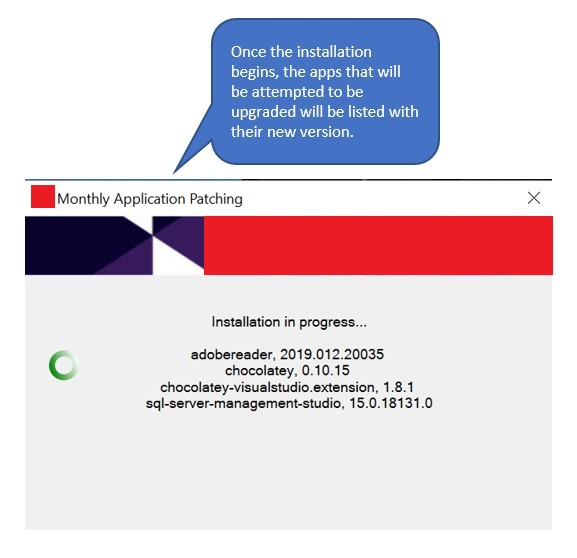 Once the installation
begins, the apps that will
be attempted to be
upgraded will be listed with
their new version.
Monthly Application Patching
Installation in progress...
adobereader, 2019.012.20035
chocolatey, 0.10.15
chocolatey-visualstudio.extension, 1.8.1
sql-server-management-studio, 15.0.18131.0